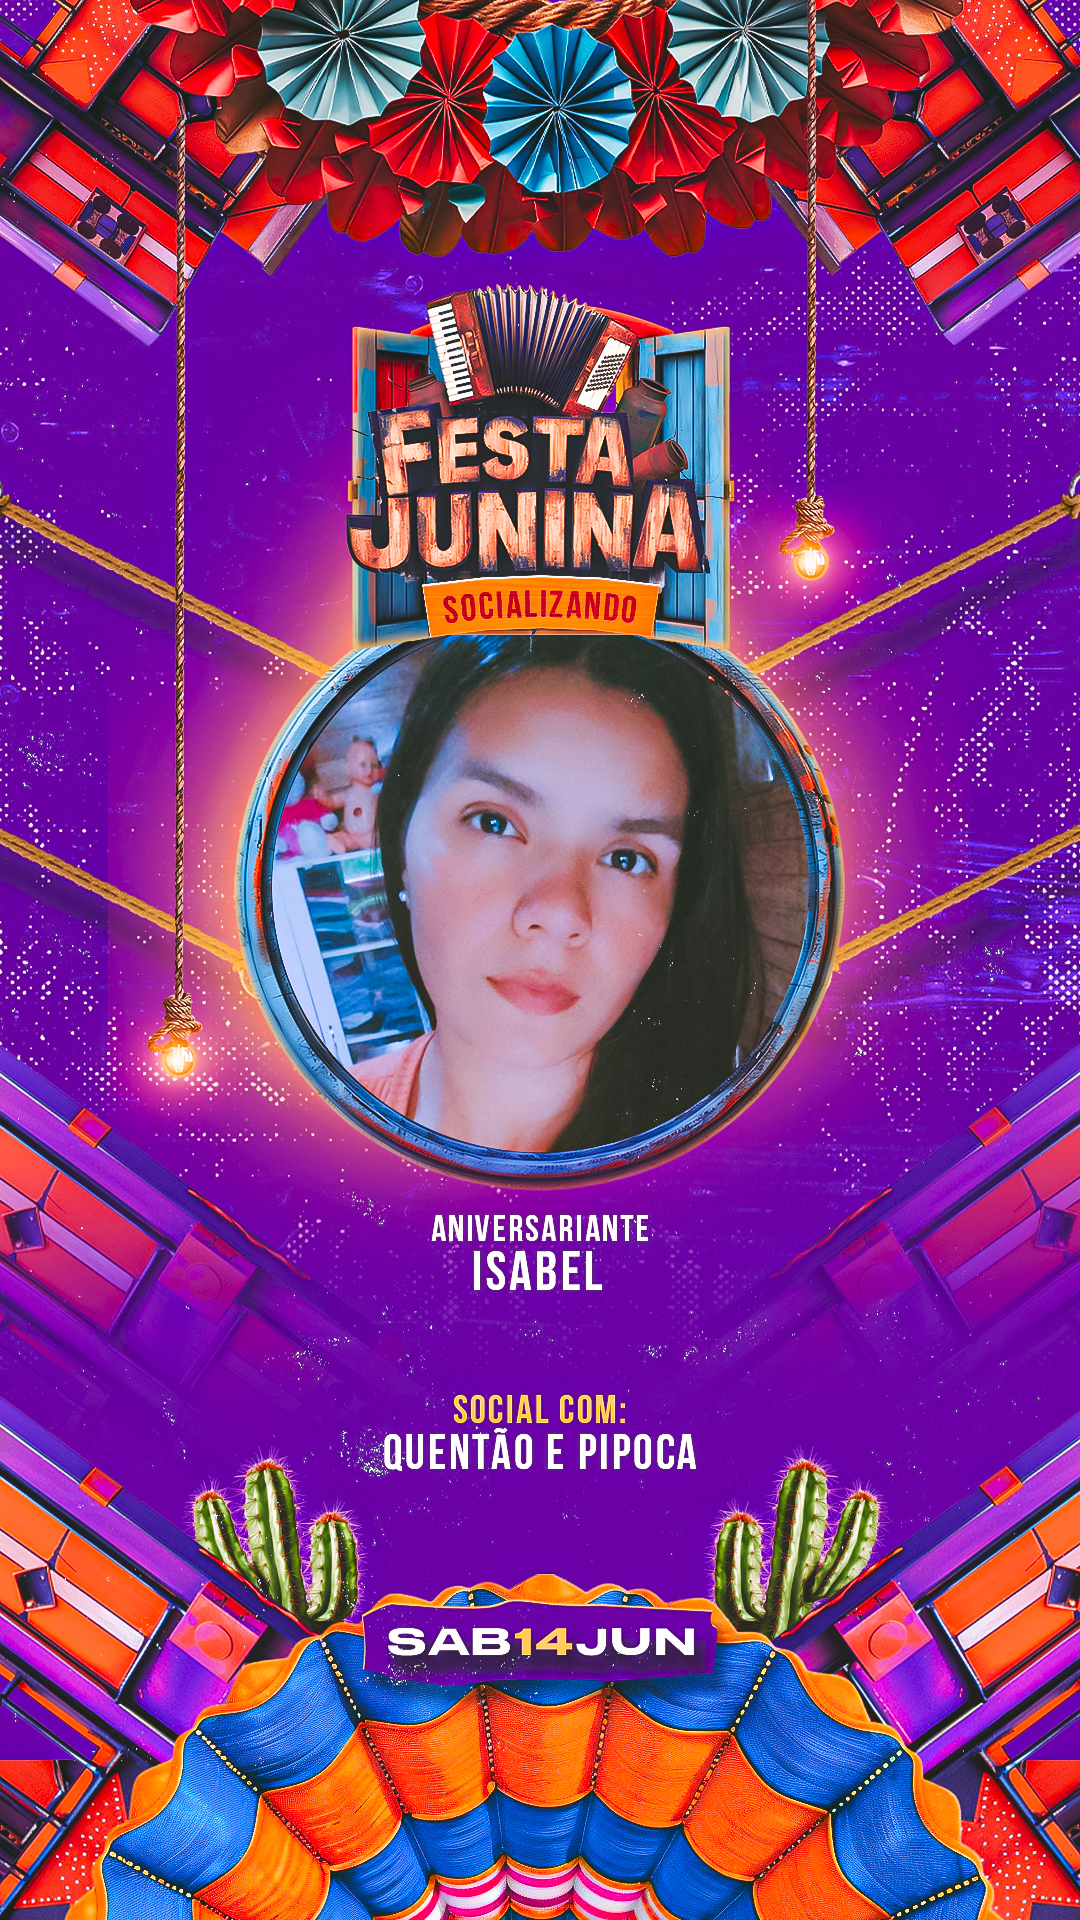 FESTA
JUNINA
SOCIALIZANDO
ANIVERSARIANTE
ISABEL
SOCIAL COM:
QUENTÃO E PIPOCA
SAB14JUN